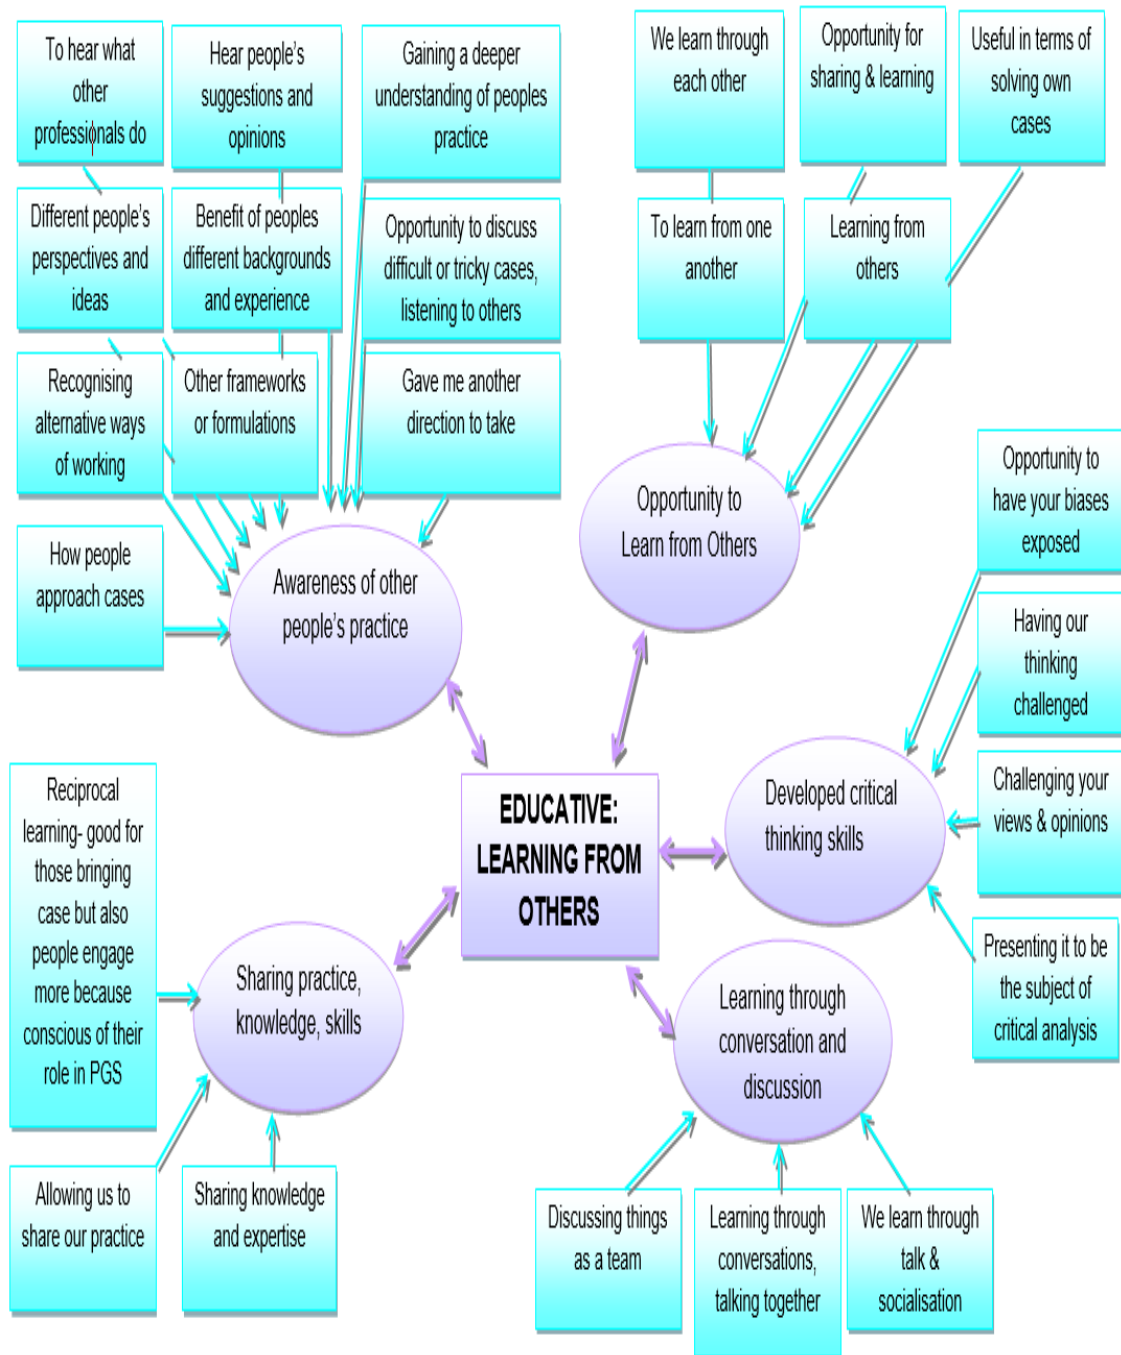 To hear what
other
professionals do
Hear people's
suggestions and
opinions
Gaining a deeper
understanding of peoples
practice
We learn through
each other
Opportunity for
sharing & learning
Useful in terms of
solving own
cases
Different people's
perspectives and
ideas
Benefit of peoples
different backgrounds
and experience
Opportunity to discuss
difficult or tricky cases,
listening to others
To learn from one
another
Learning from
others
Recognising
alternative ways
of working
Other frameworks
or formulations
Gave me another
direction to take
How people
approach cases
Awareness of other
people's practice
Opportunity to
Learn from Others
Opportunity to
have your biases
exposed
Having our
thinking
challenged
Challenging your
views & opinions
Presenting it to be
the subject of
critical analysis
Developed critical
thinking skills
EDUCATIVE:
LEARNING FROM
OTHERS
Reciprocal
learning- good for
those bringing
case but also
people engage
more because
conscious of their
role in PGS
Sharing practice,
knowledge, skills
Learning through
conversation and
discussion
Allowing us to
share our practice
Sharing knowledge
and expertise
Discussing things
as a team
Learning through
conversations,
talking together
We learn through
talk &
socialisation